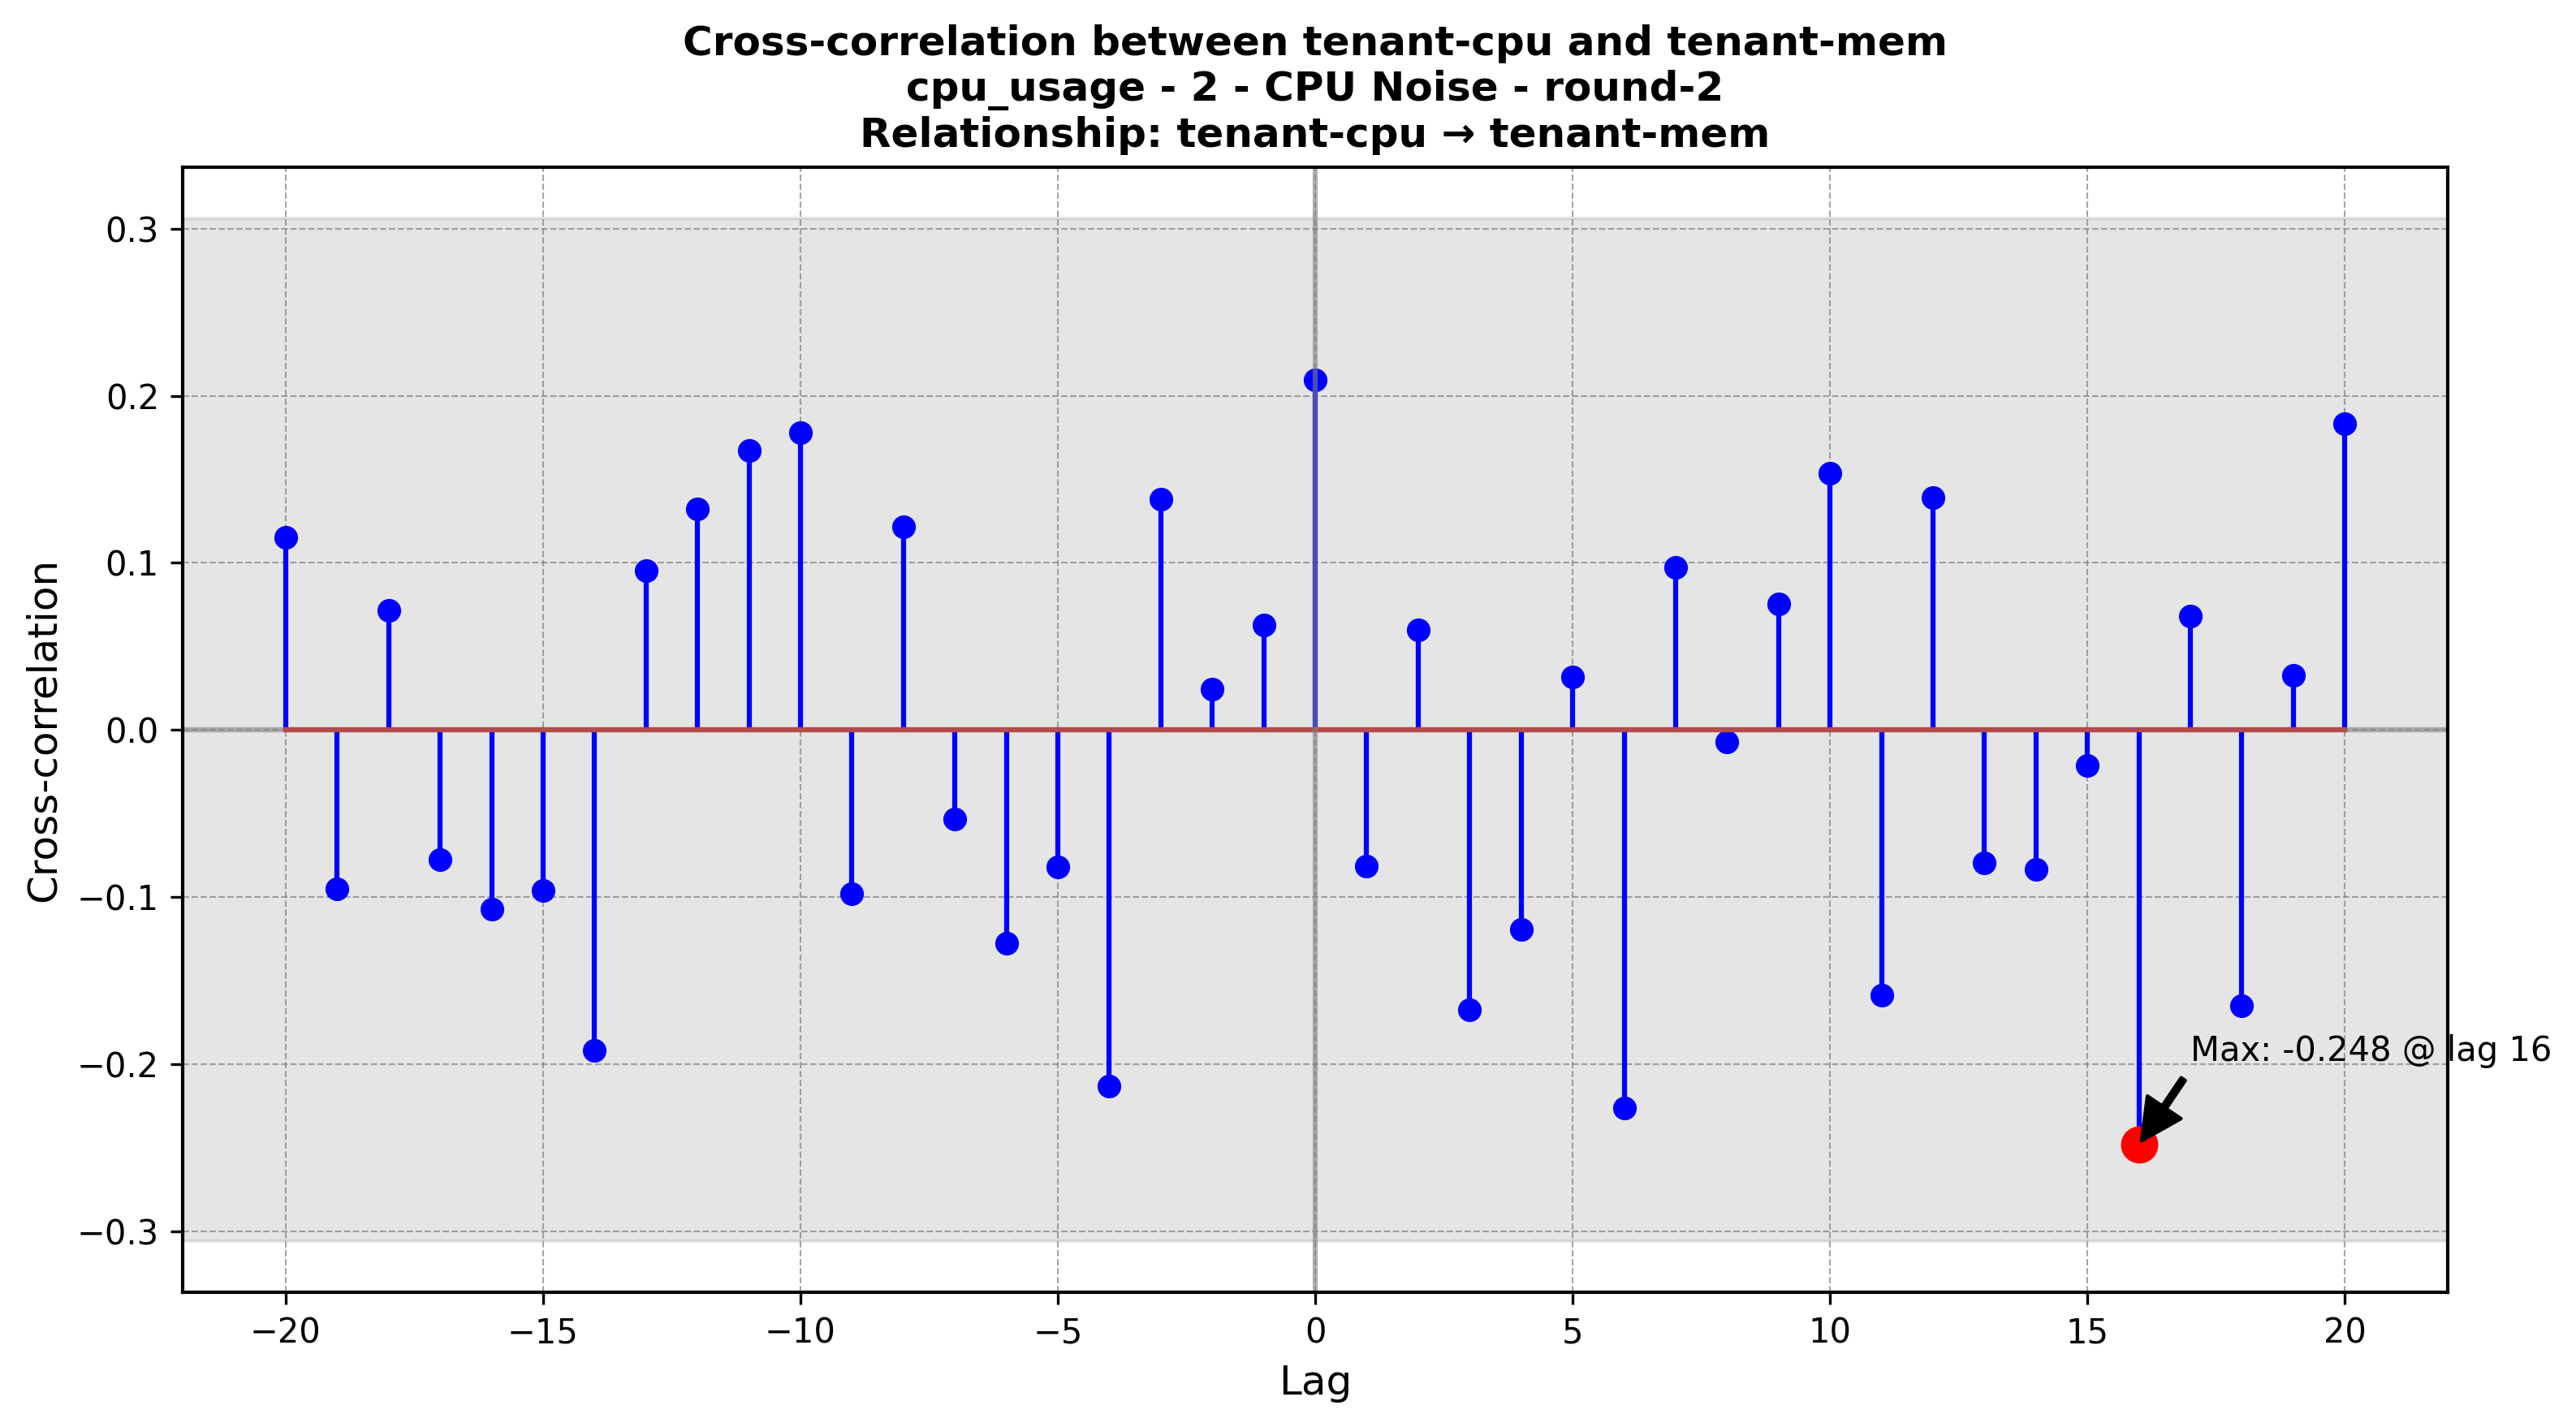 Cross-correlation between tenant-cpu and tenant-mem
cpu_usage - 2 - CPU Noise - round-2
Relationship: tenant-cpu → tenant-mem
Cross-correlation
0.3
0.2
0.1
0.0
−0.1
−0.2
−0.3
Max: -0.248 @ lag 16
−20
−15
−10
−5
0
5
10
15
20
Lag